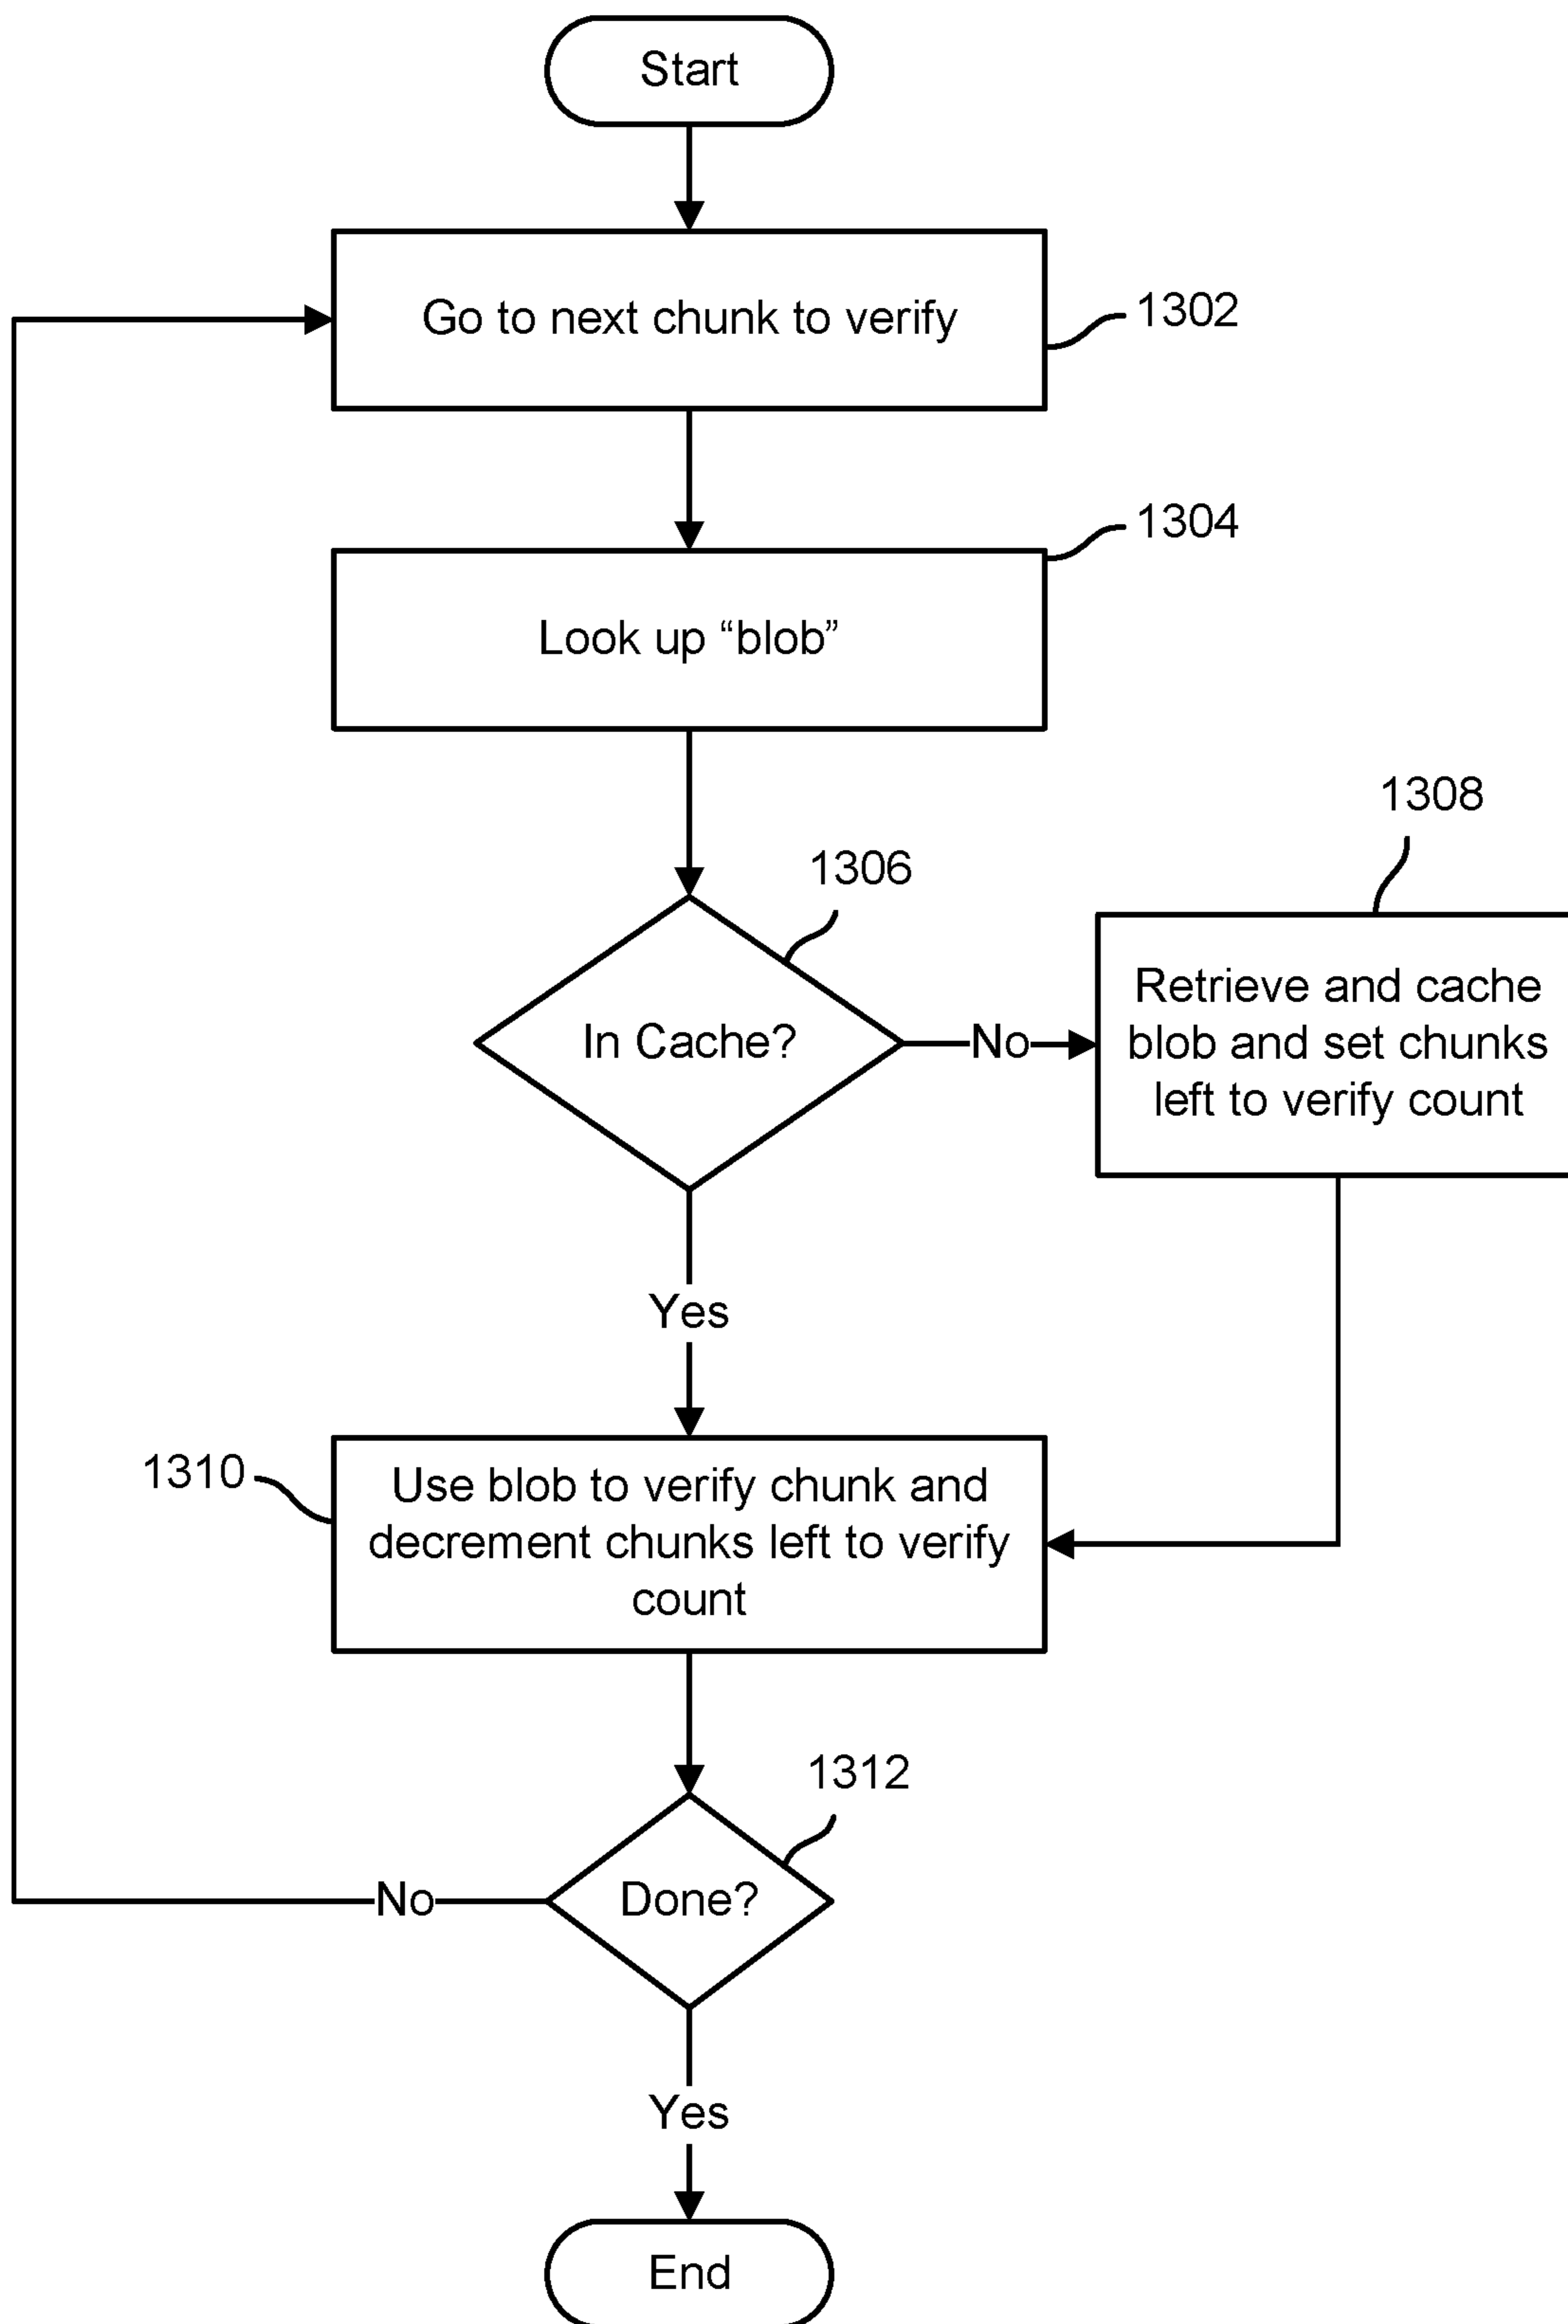 Start
Go to next chunk to verify
1302
1304
Look up “blob”
1306
1308
In Cache?
No
Retrieve and cache
blob and set chunks
left to verify count
Yes
1310
Use blob to verify chunk and
decrement chunks left to verify
count
1312
Done?
No
Yes
End